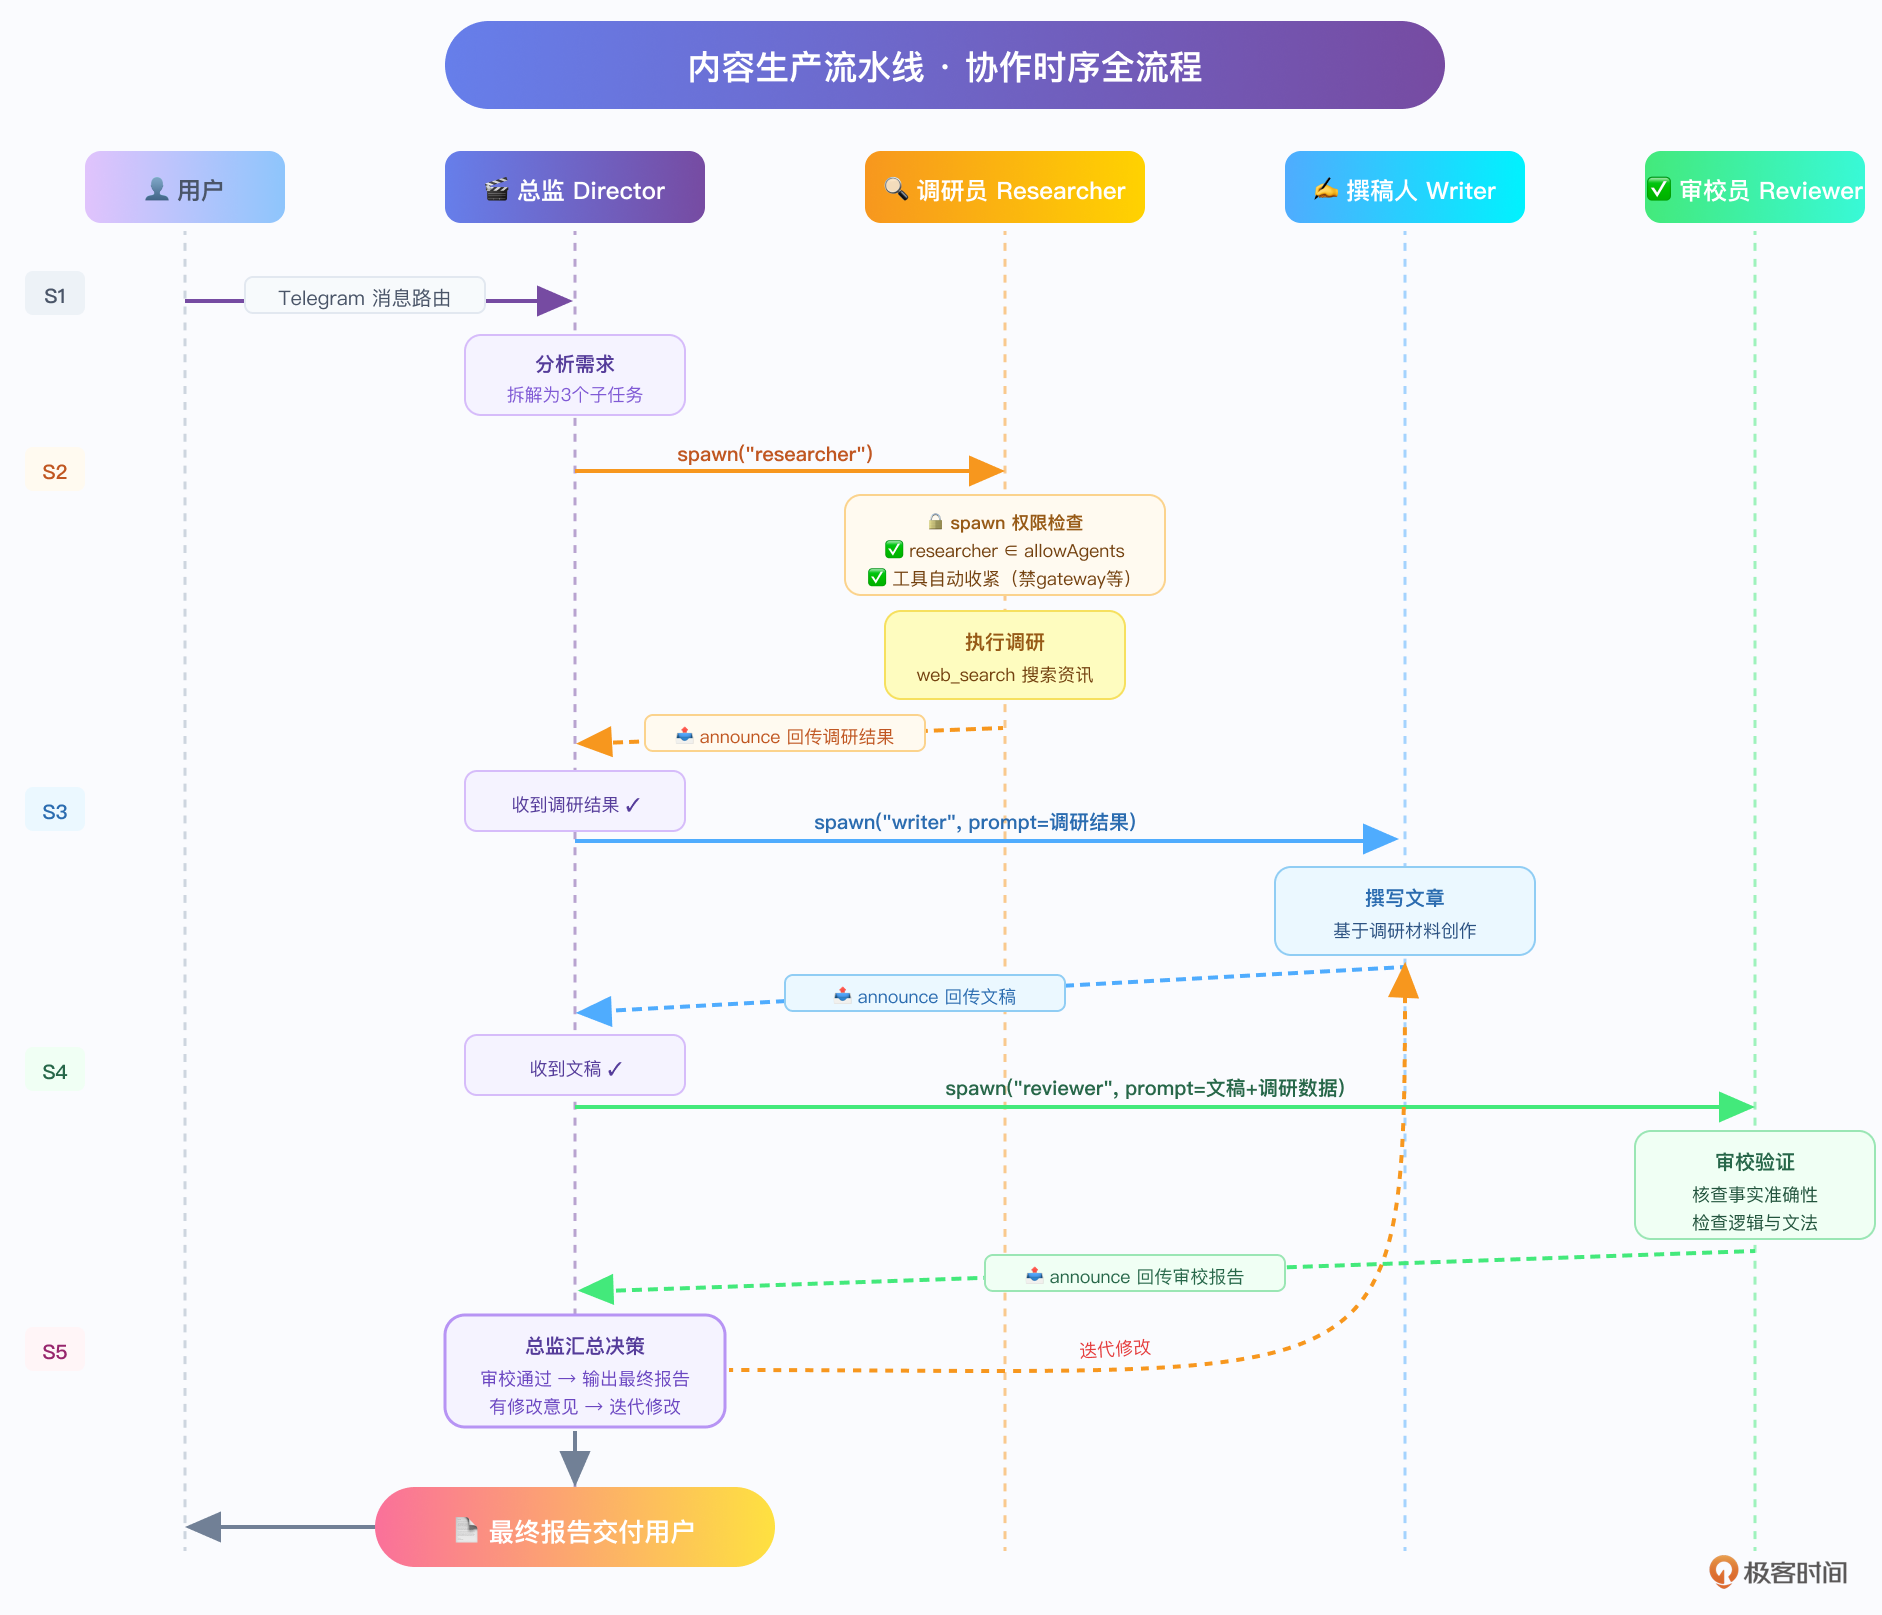 内容生产流水线 · 协作时序全流程
👤 用户
🎬 总监 Director
🔍 调研员 Researcher
✍️ 撰稿人 Writer
✅ 审校员 Reviewer
S1
Telegram 消息路由
分析需求
拆解为3个子任务
S2
spawn("researcher")
🔒 spawn 权限检查
✅ researcher ∈ allowAgents
✅ 工具自动收紧（禁gateway等）
执行调研
web_search 搜索资讯
📤 announce 回传调研结果
S3
收到调研结果 ✓
spawn("writer", prompt=调研结果)
撰写文章
基于调研材料创作
📤 announce 回传文稿
S4
收到文稿 ✓
spawn("reviewer", prompt=文稿+调研数据)
审校验证
核查事实准确性
检查逻辑与文法
📤 announce 回传审校报告
S5
总监汇总决策
审校通过 → 输出最终报告
有修改意见 → 迭代修改
迭代修改
📄 最终报告交付用户
极客时间